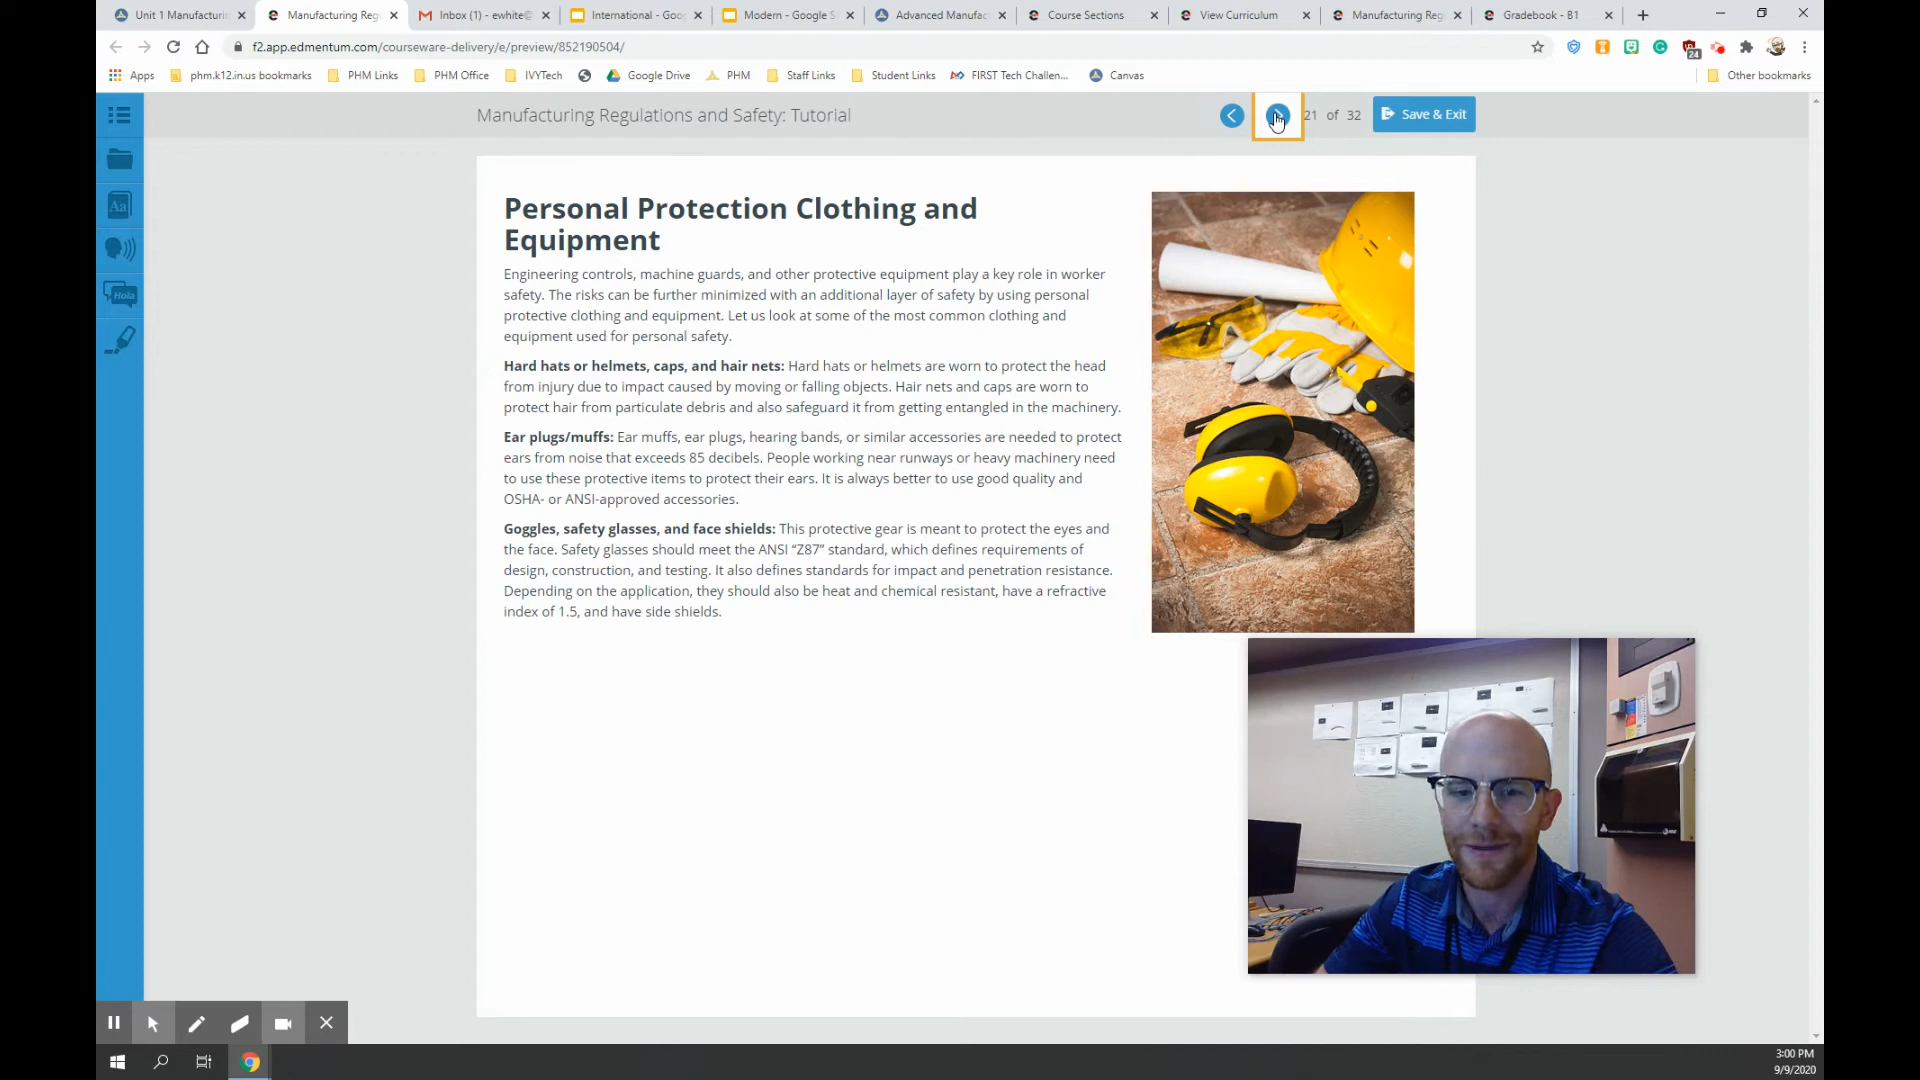 Unit 1 Manufacturin
Manufacturing Regu
Inbox (1) - ewhite@
International - Goog
Modern - Google S
Advanced Manufac
Course Sections
View Curriculum
Manufacturing Regu
Gradebook - B1
f2.app.edmentum.com/courseware-delivery/e/preview/852190504/
24
Apps
phm.k12.in.us bookmarks
PHM Links
PHM Office
IVYTech
Google Drive
PHM
Staff Links
Student Links
FIRST Tech Challen...
Canvas
Other bookmarks
Manufacturing Regulations and Safety: Tutorial
21 of 32
Save & Exit
Aa
Hola
Personal Protection Clothing and
Equipment
Engineering controls, machine guards, and other protective equipment play a key role in worker
safety. The risks can be further minimized with an additional layer of safety by using personal
protective clothing and equipment. Let us look at some of the most common clothing and
equipment used for personal safety.
Hard hats or helmets, caps, and hair nets: Hard hats or helmets are worn to protect the head
from injury due to impact caused by moving or falling objects. Hair nets and caps are worn to
protect hair from particulate debris and also safeguard it from getting entangled in the machinery.
Ear plugs/muffs: Ear muffs, ear plugs, hearing bands, or similar accessories are needed to protect
ears from noise that exceeds 85 decibels. People working near runways or heavy machinery need
to use these protective items to protect their ears. It is always better to use good quality and
OSHA- or ANSI-approved accessories.
Goggles, safety glasses, and face shields: This protective gear is meant to protect the eyes and
the face. Safety glasses should meet the ANSI “Z87” standard, which defines requirements of
design, construction, and testing. It also defines standards for impact and penetration resistance.
Depending on the application, they should also be heat and chemical resistant, have a refractive
index of 1.5, and have side shields.
3:00 PM
9/9/2020